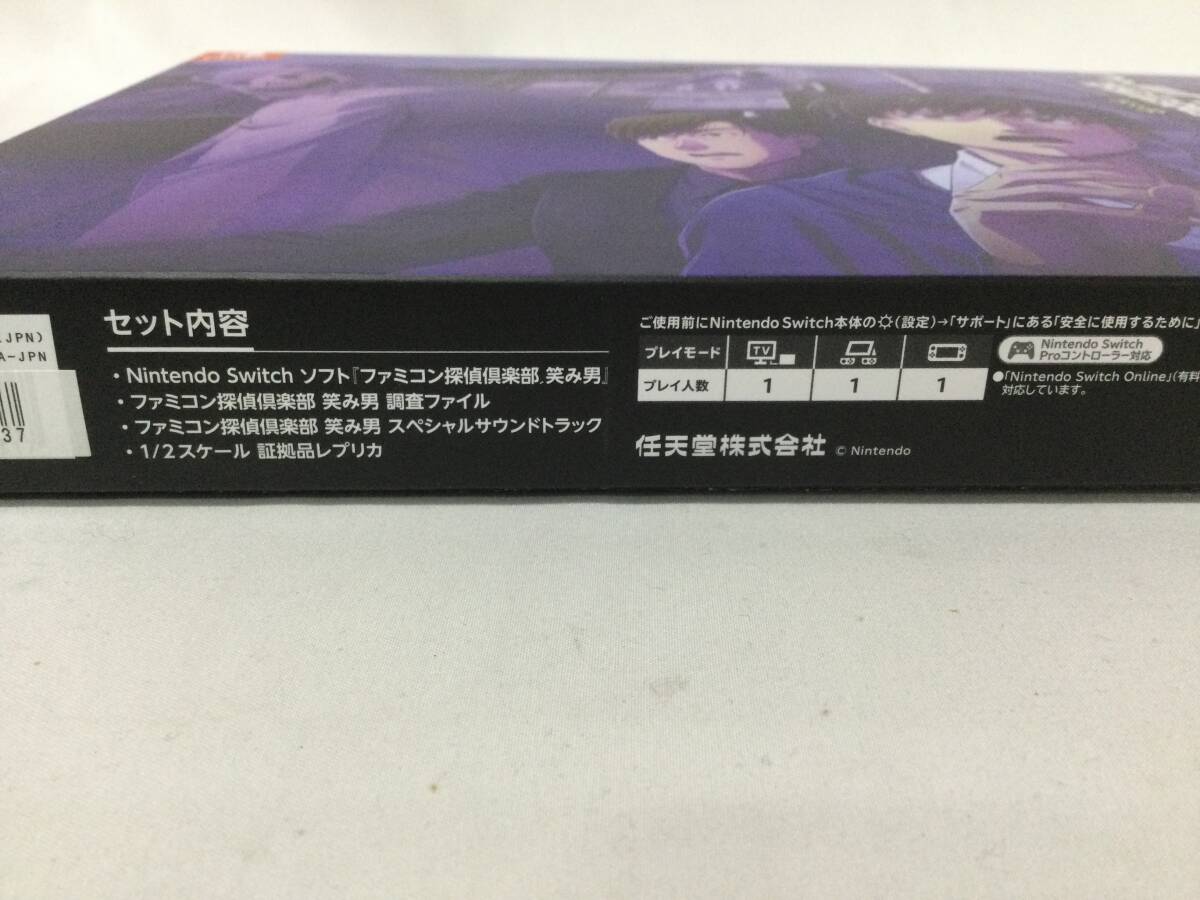 JPN)
A-JPN
37
セット内容
・Nintendo Switch ソフト『ファミコン探偵倶楽部 笑み男』
・ファミコン探偵倶楽部 笑み男 調査ファイル
・ファミコン探偵倶楽部 笑み男 スペシャルサウンドトラック
・1/2スケール 証拠品レプリカ
ご使用前にNintendo Switch本体の(設定)→「サポート」にある「安全に使用するために」
プレイモード TV
プレイ人数 1 1 1
Nintendo Switch
Proコントローラー対応
●「Nintendo Switch Online」(有料
対応しています。
任天堂株式会社 © Nintendo